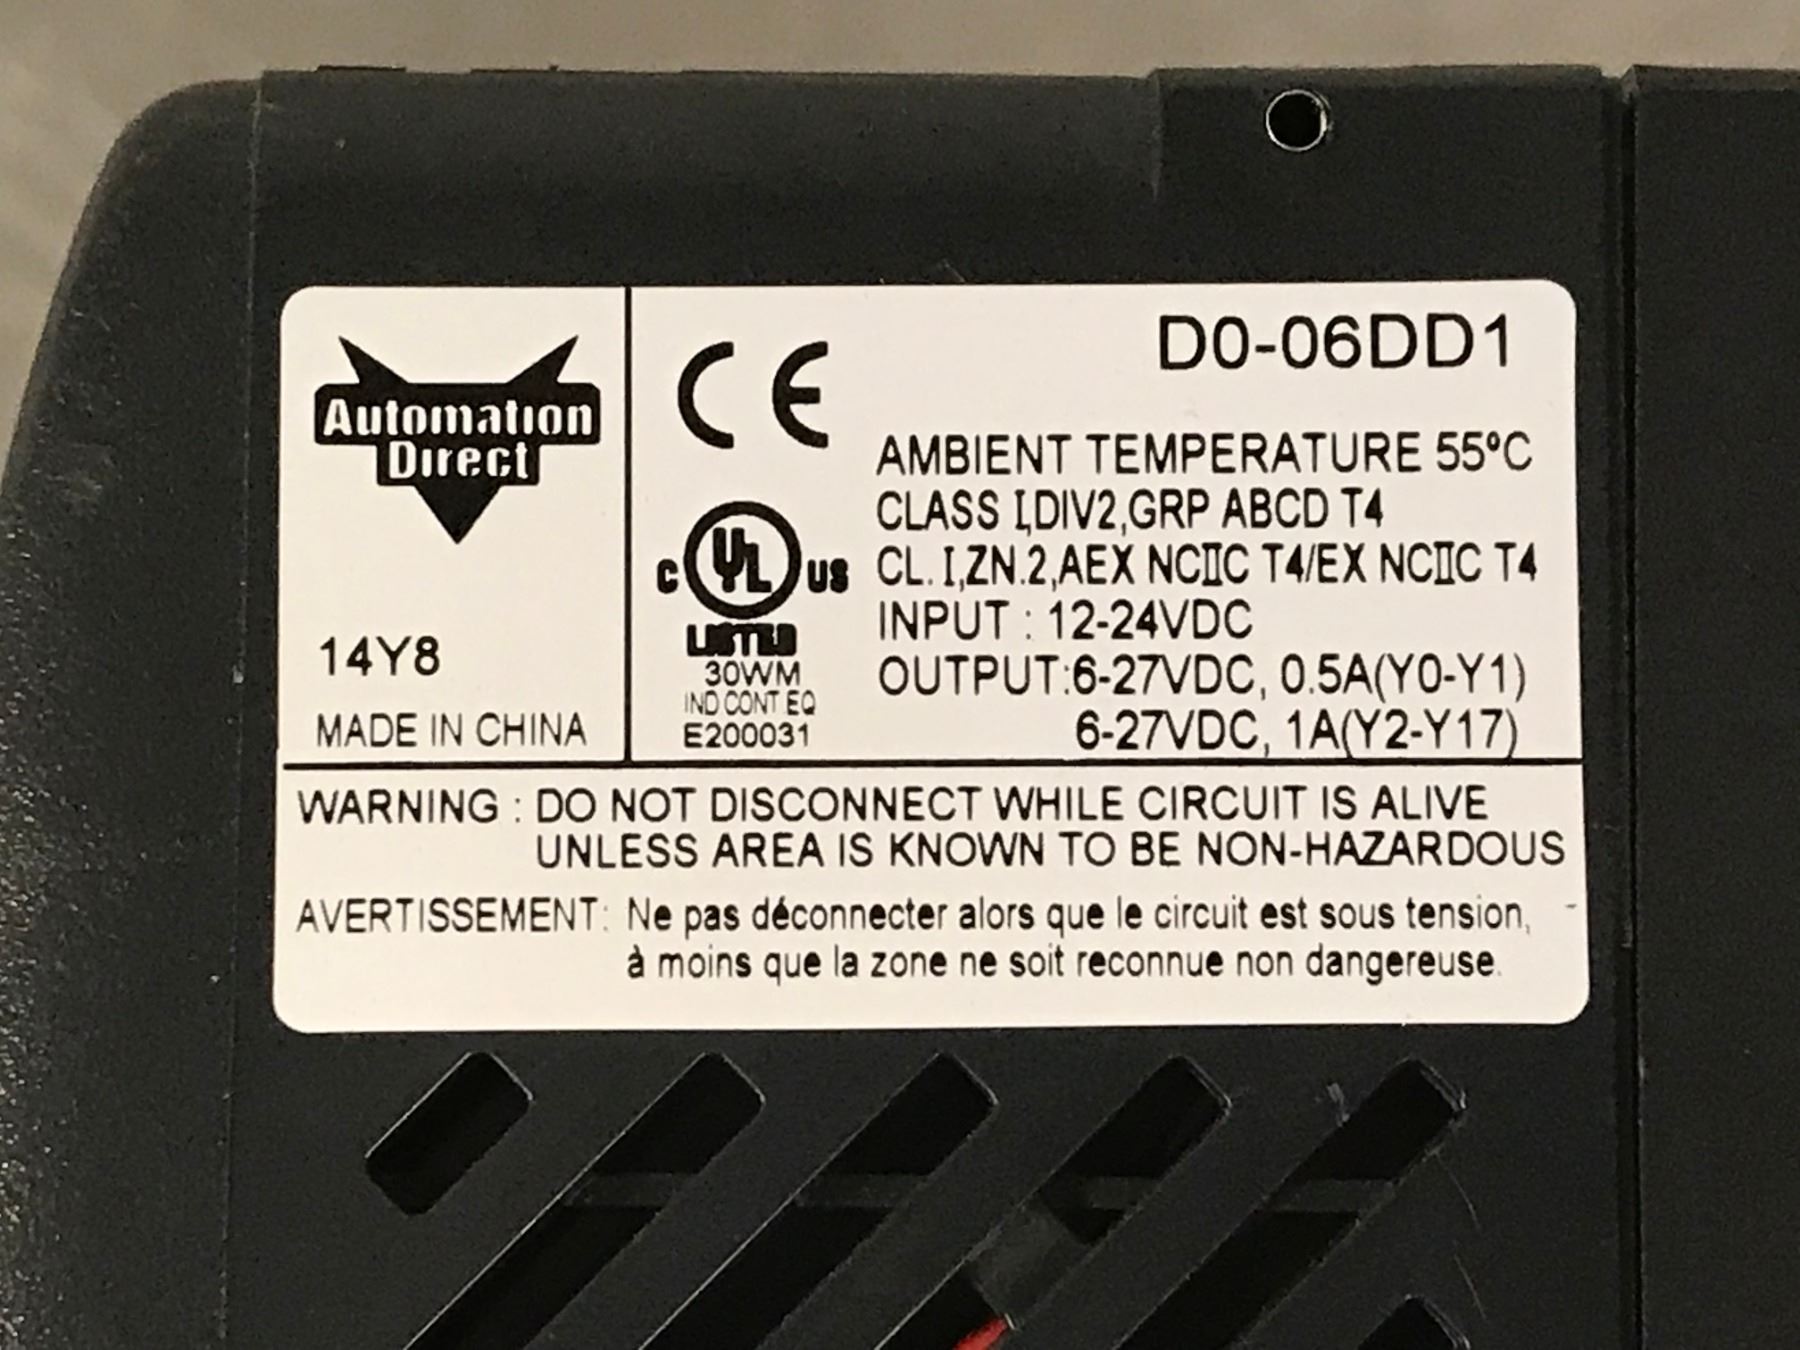 Automation
Direct
14Y8
MADE IN CHINA
CE
C UL US
LISTED
30WM
IND CONT EQ
E200031
D0-06DD1
AMBIENT TEMPERATURE 55ºC
CLASS I,DIV2,GRP ABCD T4
CL. I,ZN.2,AEX NCIIC T4/EX NCIIC T4
INPUT : 12-24VDC
OUTPUT:6-27VDC, 0.5A(Y0-Y1)
6-27VDC, 1A(Y2-Y17)
WARNING : DO NOT DISCONNECT WHILE CIRCUIT IS ALIVE
UNLESS AREA IS KNOWN TO BE NON-HAZARDOUS
AVERTISSEMENT: Ne pas déconnecter alors que le circuit est sous tension,
à moins que la zone ne soit reconnue non dangereuse.